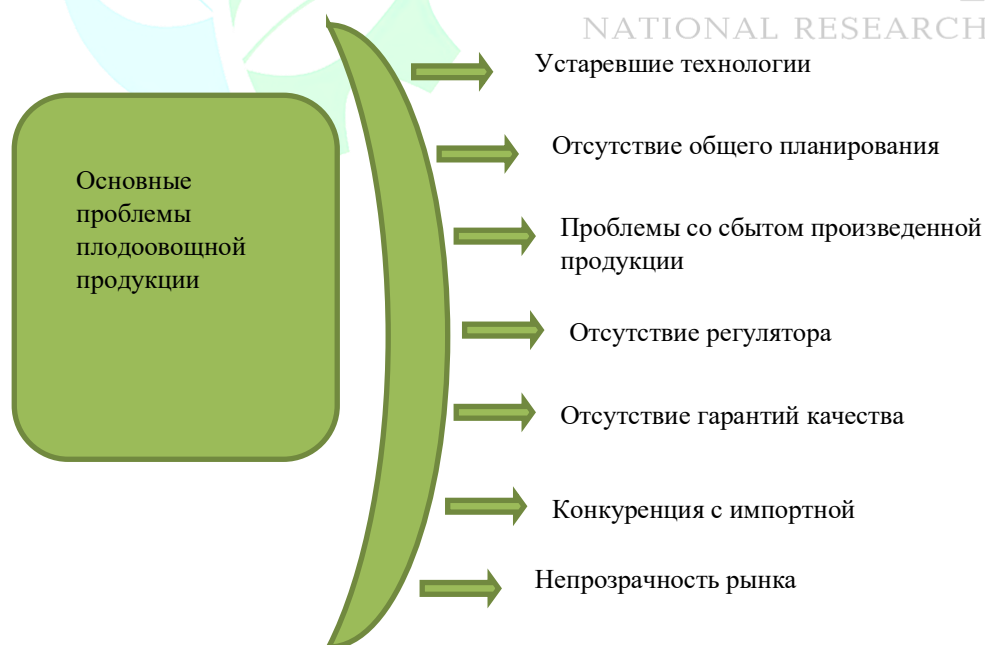 NATIONAL RESEARCH
Основные
проблемы
плодоовощной
продукции
Устаревшие технологии
Отсутствие общего планирования
Проблемы со сбытом произведенной
продукции
Отсутствие регулятора
Отсутствие гарантий качества
Конкуренция с импортной
Непрозрачность рынка